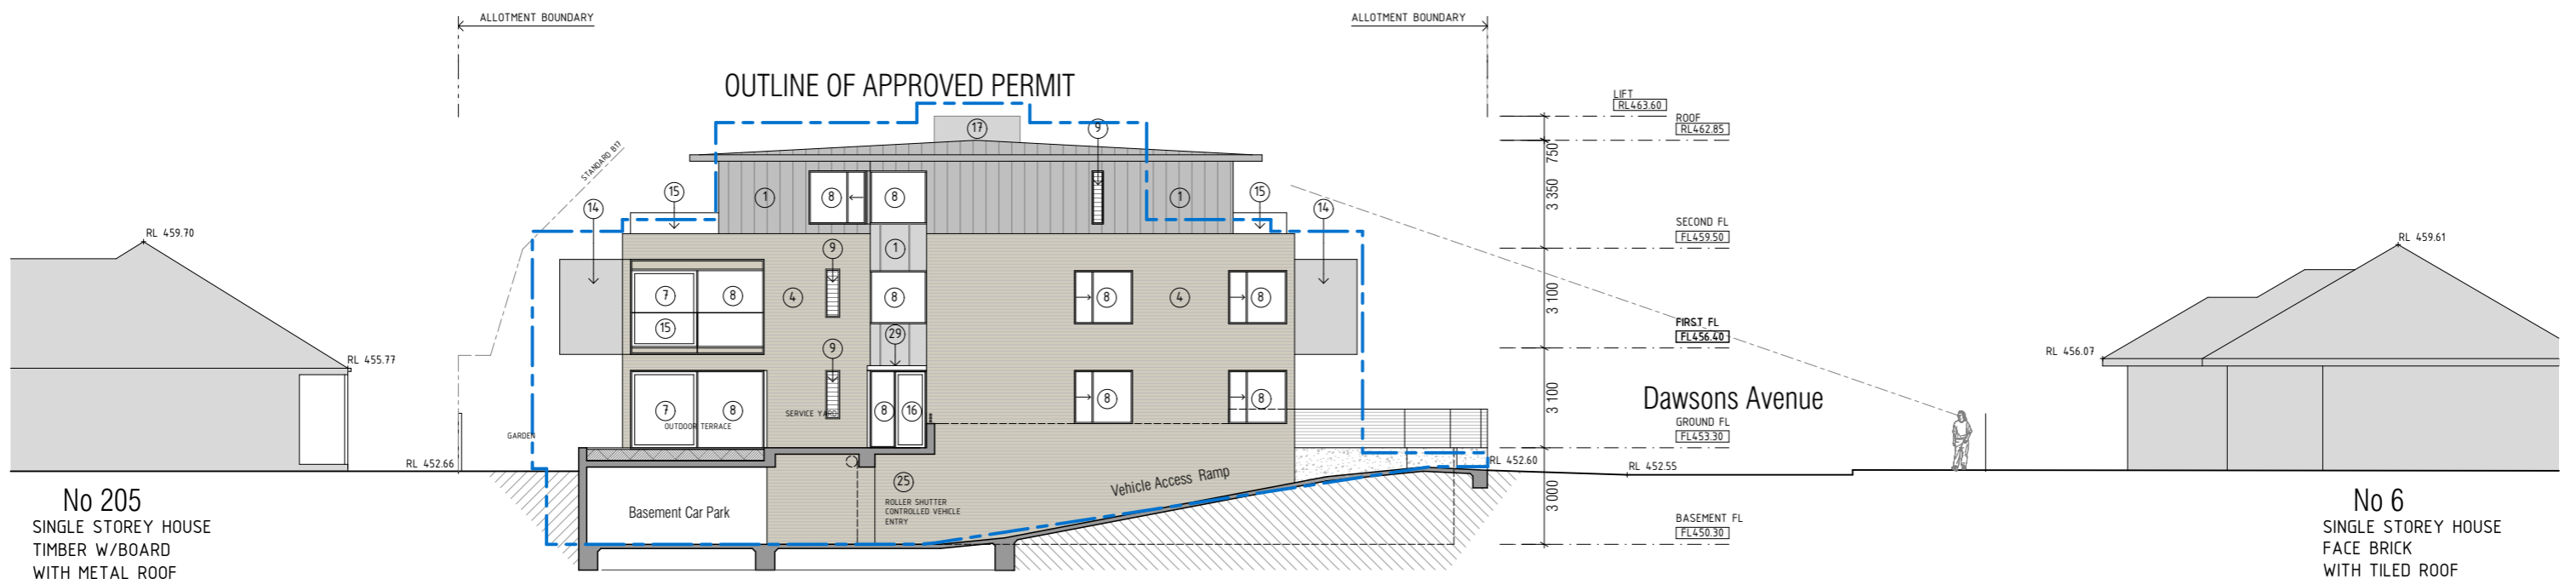 ALLOTMENT BOUNDARY
ALLOTMENT BOUNDARY
OUTLINE OF APPROVED PERMIT
LIFT
RL463.60
ROOF
RL462.85
17
9
750
STANDARD B17
15
1
8
8
1
15
3 350
14
14
SECOND FL
FL459.50
RL 459.70
RL 459.61
9
1
7
8
4
8
8
4
8
3 100
15
29
FIRST FL
FL456.40
RL 455.77
9
RL 456.07
7
8
8
16
8
8
3 100
SERVICE YARD
OUTDOOR TERRACE
GARDEN
Dawsons Avenue
GROUND FL
FL453.30
RL 452.66
RL 452.60
RL 452.55
25
ROLLER SHUTTER
CONTROLLED VEHICLE
ENTRY
Vehicle Access Ramp
Basement Car Park
3 000
BASEMENT FL
FL450.30
No 205
SINGLE STOREY HOUSE
TIMBER W/BOARD
WITH METAL ROOF
No 6
SINGLE STOREY HOUSE
FACE BRICK
WITH TILED ROOF